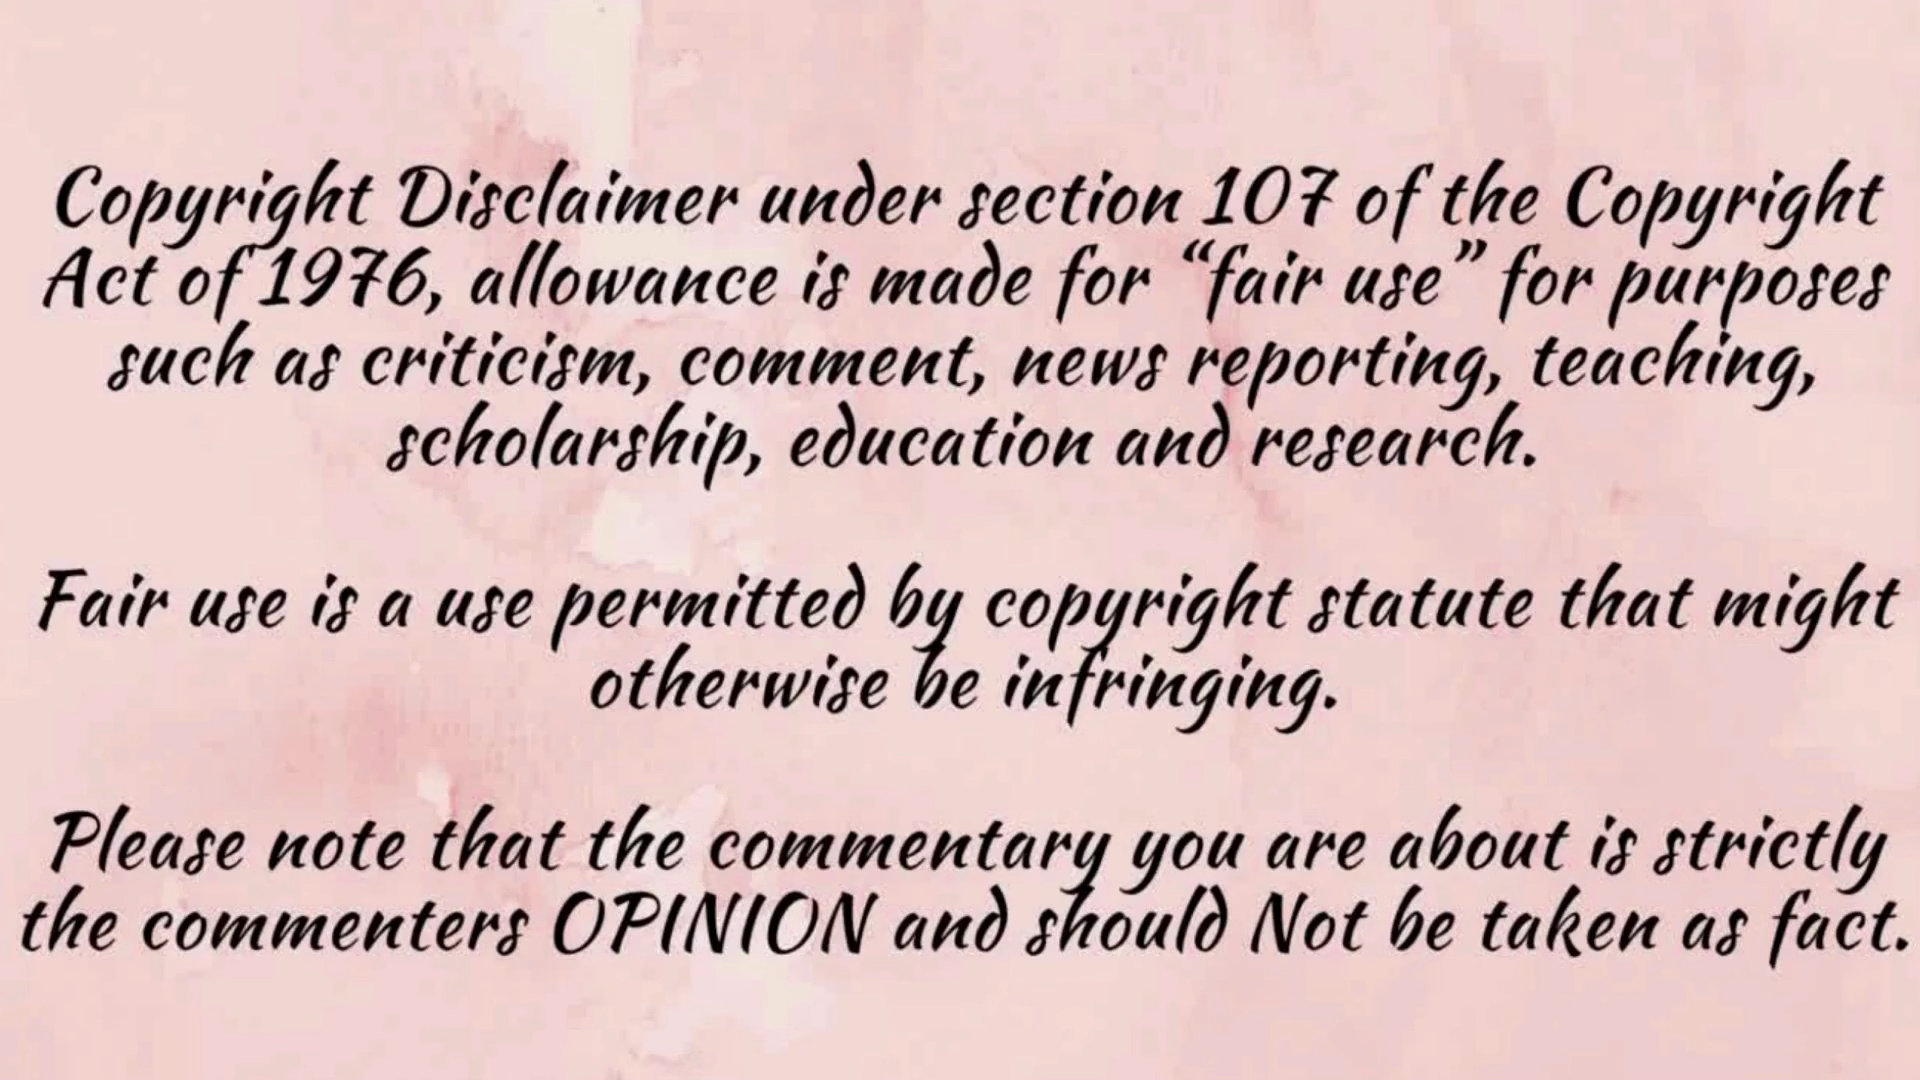 Copyright Disclaimer under section 107 of the Copyright
Act of 1976, allowance is made for “fair use” for purposes
such as criticism, comment, news reporting, teaching,
scholarship, education and research.
Fair use is a use permitted by copyright statute that might
otherwise be infringing.
Please note that the commentary you are about is strictly
the commenters OPINION and should Not be taken as fact.